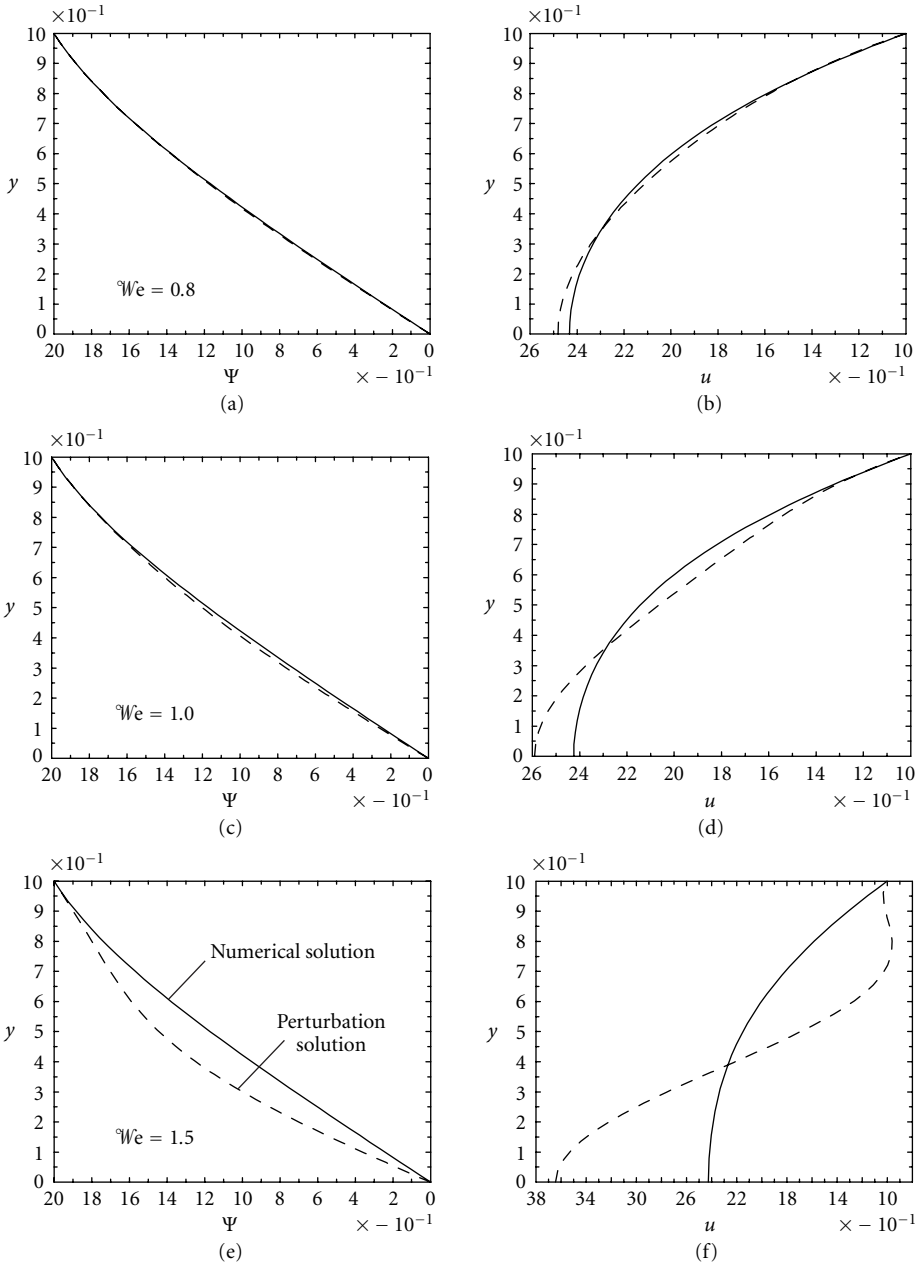 ×10⁻¹
10
9
8
7
6
5
4
3
2
1
0
y
𝒲e = 0.8
20 18 16 14 12 10 8 6 4 2 0
Ψ
× − 10⁻¹
(a)
×10⁻¹
10
9
8
7
6
5
4
3
2
1
0
y
26 24 22 20 18 16 14 12 10
u
× − 10⁻¹
(b)
×10⁻¹
10
9
8
7
6
5
4
3
2
1
0
y
𝒲e = 1.0
20 18 16 14 12 10 8 6 4 2 0
Ψ
× − 10⁻¹
(c)
×10⁻¹
10
9
8
7
6
5
4
3
2
1
0
y
26 24 22 20 18 16 14 12 10
u
× − 10⁻¹
(d)
×10⁻¹
10
9
8
7
6
5
4
3
2
1
0
y
Numerical solution
Perturbation
solution
𝒲e = 1.5
20 18 16 14 12 10 8 6 4 2 0
Ψ
× − 10⁻¹
(e)
×10⁻¹
10
9
8
7
6
5
4
3
2
1
0
y
38 34 30 26 22 18 14 10
u
× − 10⁻¹
(f)